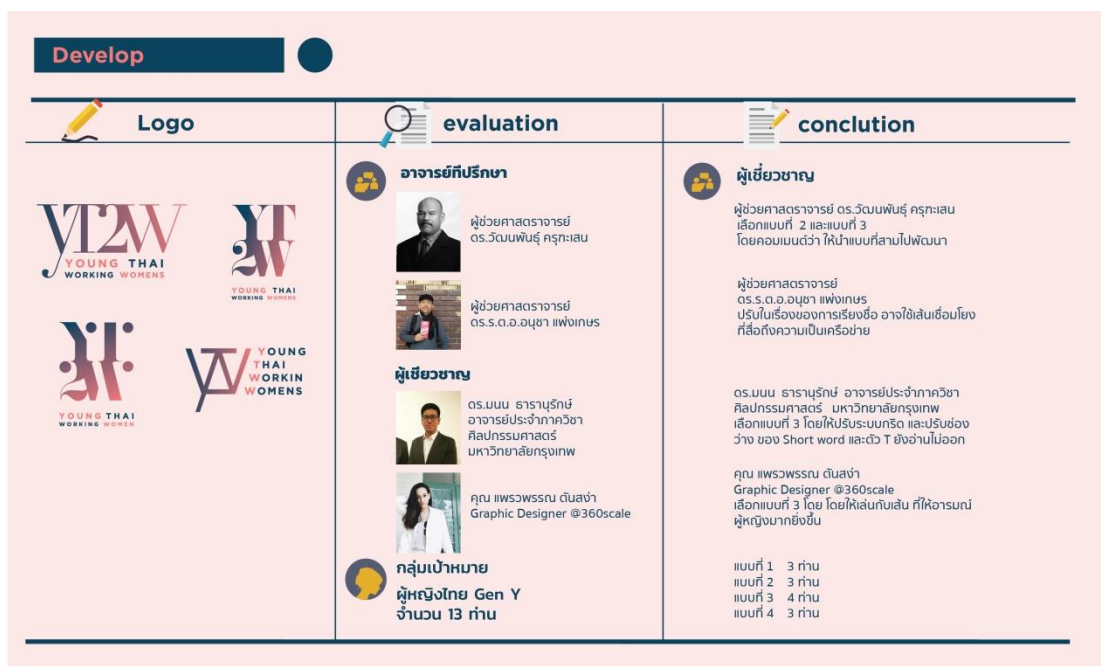 Develop
Logo
YT2W
YOUNG THAI
WORKING WOMENS
YT
2W
YOUNG THAI
WORKING WOMENS
YT
2W
YOUNG THAI
WORKING WOMEN
YOUNG
THAI
WORKIN
WOMENS
evaluation
อาจารย์ที่ปรึกษา
ผู้ช่วยศาสตราจารย์
ดร.วัฒนพันธุ์ ครุฑะเสน
ผู้ช่วยศาสตราจารย์
ดร.ร.ต.อ.อนุชา แพ่งเกษร
ผู้เชียวชาญ
ดร.มนน ธารานุรักษ์
อาจารย์ประจำภาควิชา
ศิลปกรรมศาสตร์
มหาวิทยาลัยกรุงเทพ
คุณ แพรวพรรณ ตันสง่า
Graphic Designer @360scale
กลุ่มเป้าหมาย
ผู้หญิงไทย Gen Y
จำนวน 13 ท่าน
conclution
ผู้เชี่ยวชาญ
ผู้ช่วยศาสตราจารย์ ดร.วัฒนพันธุ์ ครุฑะเสน
เลือกแบบที่ 2 และแบบที่ 3
โดยคอมเมนต์ว่า ให้นำแบบที่สามไปพัฒนา
ผู้ช่วยศาสตราจารย์
ดร.ร.ต.อ.อนุชา แพ่งเกษร
ปรับในเรื่องของการเรียงชื่อ อาจใช้เส้นเชื่อมโยง
ที่สื่อถึงความเป็นเครือข่าย
ดร.มนน ธารานุรักษ์ อาจารย์ประจำภาควิชา
ศิลปกรรมศาสตร์ มหาวิทยาลัยกรุงเทพ
เลือกแบบที่ 3 โดยให้ปรับระบบกริด และปรับช่อง
ว่าง ของ Short word และตัว T ยังอ่านไม่ออก
คุณ แพรวพรรณ ตันสง่า
Graphic Designer @360scale
เลือกแบบที่ 3 โดย โดยให้เล่นกับเส้น ที่ให้อารมณ์
ผู้หญิงมากยิ่งขึ้น
แบบที่ 1 3 ท่าน
แบบที่ 2 3 ท่าน
แบบที่ 3 4 ท่าน
แบบที่ 4 3 ท่าน